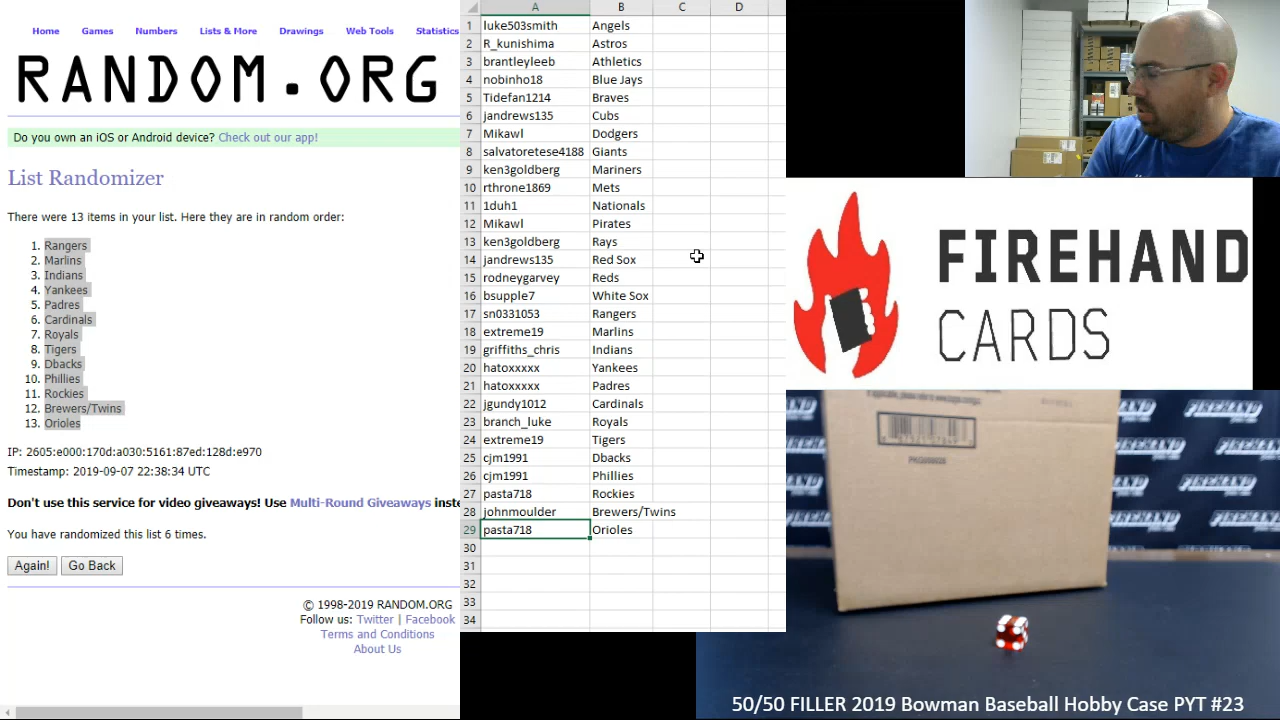 Home Games Numbers Lists & More Drawings Web Tools Statistics
RANDOM.ORG
Do you own an iOS or Android device? Check out our app!
List Randomizer
There were 13 items in your list. Here they are in random order:
1. Rangers
2. Marlins
3. Indians
4. Yankees
5. Padres
6. Cardinals
7. Royals
8. Tigers
9. Dbacks
10. Phillies
11. Rockies
12. Brewers/Twins
13. Orioles
IP: 2605:e000:170d:a030:5161:87ed:128d:e970
Timestamp: 2019-09-07 22:38:34 UTC
Don't use this service for video giveaways! Use Multi-Round Giveaways inste
You have randomized this list 6 times.
Again! Go Back
© 1998-2019 RANDOM.ORG
Follow us: Twitter | Facebook
Terms and Conditions
About Us
A B C D
1 luke503smith Angels
2 R_kunishima Astros
3 brantleyleeb Athletics
4 nobinho18 Blue Jays
5 Tidefan1214 Braves
6 jandrews135 Cubs
7 Mikawl Dodgers
8 salvatoretese4188 Giants
9 ken3goldberg Mariners
10 rthrone1869 Mets
11 1duh1 Nationals
12 Mikawl Pirates
13 ken3goldberg Rays
14 jandrews135 Red Sox
15 rodneygarvey Reds
16 bsupple7 White Sox
17 sn0331053 Rangers
18 extreme19 Marlins
19 griffiths_chris Indians
20 hatoxxxxx Yankees
21 hatoxxxxx Padres
22 jgundy1012 Cardinals
23 branch_luke Royals
24 extreme19 Tigers
25 cjm1991 Dbacks
26 cjm1991 Phillies
27 pasta718 Rockies
28 johnmoulder Brewers/Twins
29 pasta718 Orioles
30
31
32
33
34
FIREHAND
CARDS
50/50 FILLER 2019 Bowman Baseball Hobby Case PYT #23